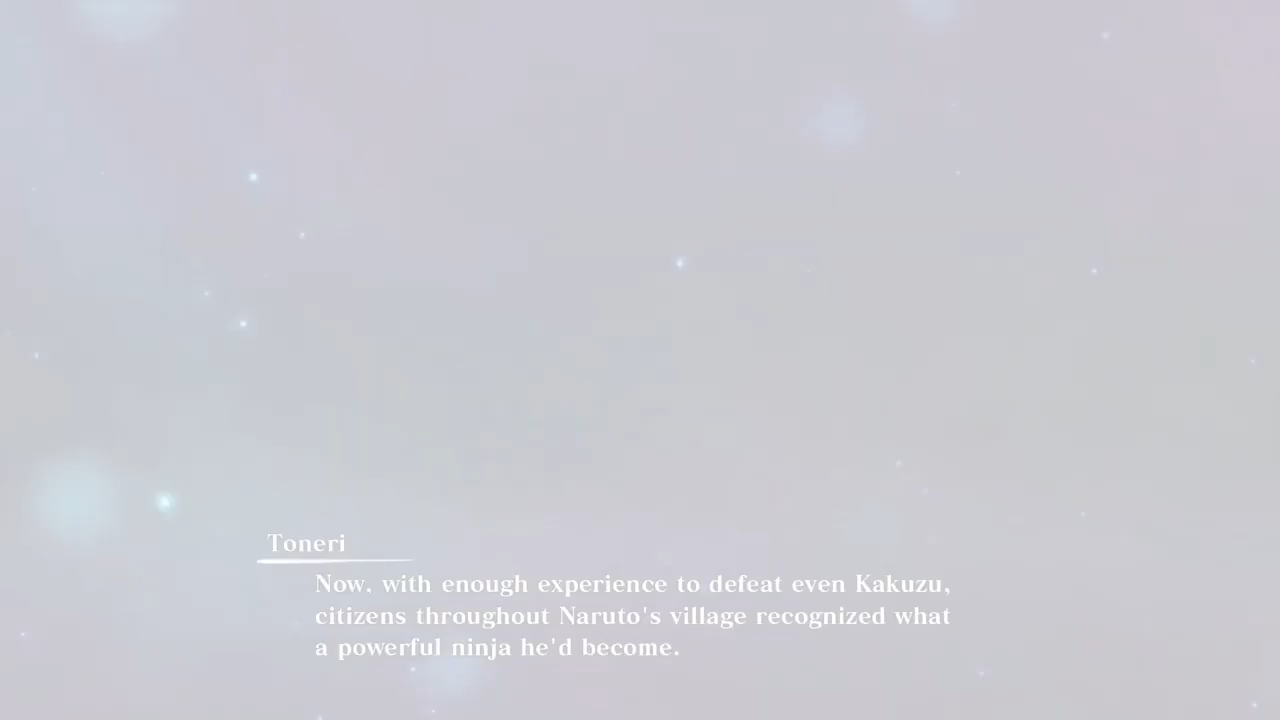 Toneri
Now, with enough experience to defeat even Kakuzu,
citizens throughout Naruto's village recognized what
a powerful ninja he'd become.